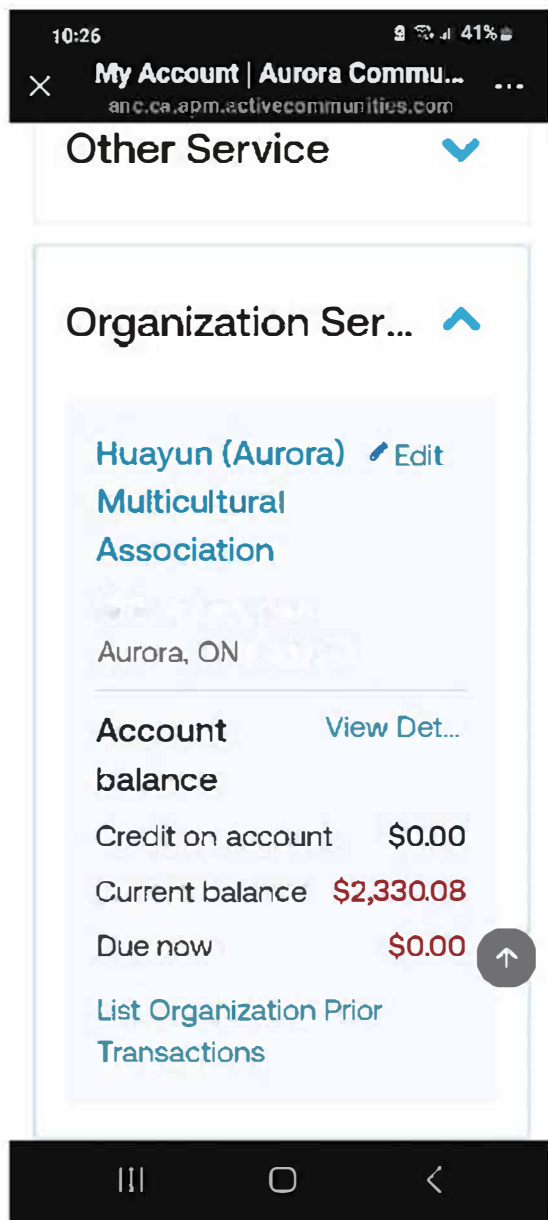 10:26
41%
My Account | Aurora Commu...
anc.ca.apm.activecommunities.com
Other Service
Organization Ser...
Huayun (Aurora) Edit
Multicultural
Association
Aurora, ON
Account View Det...
balance
Credit on account $0.00
Current balance $2,330.08
Due now $0.00
List Organization Prior
Transactions